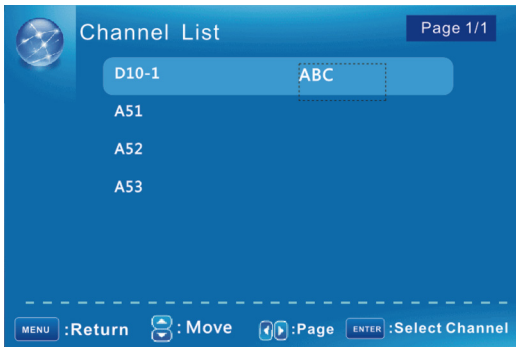 Channel List
Page 1/1
D10-1 ABC
A51
A52
A53
MENU :Return :Move :Page ENTER :Select Channel